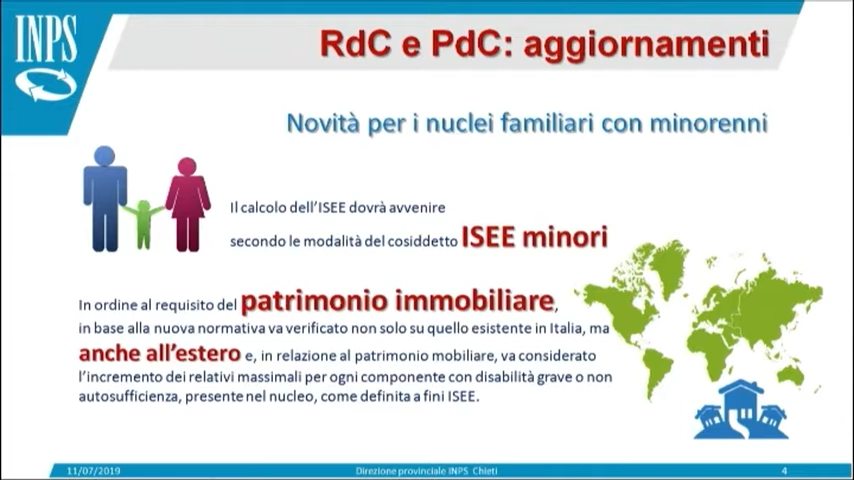 INPS
RdC e PdC: aggiornamenti
Novità per i nuclei familiari con minorenni
Il calcolo dell'ISEE dovrà avvenire
secondo le modalità del cosiddetto ISEE minori
In ordine al requisito del patrimonio immobiliare,
in base alla nuova normativa va verificato non solo su quello esistente in Italia, ma
anche all'estero e, in relazione al patrimonio mobiliare, va considerato
l'incremento dei relativi massimali per ogni componente con disabilità grave o non
autosufficienza, presente nel nucleo, come definita a fini ISEE.
11/07/2019
Direzione provinciale INPS Chieti
4